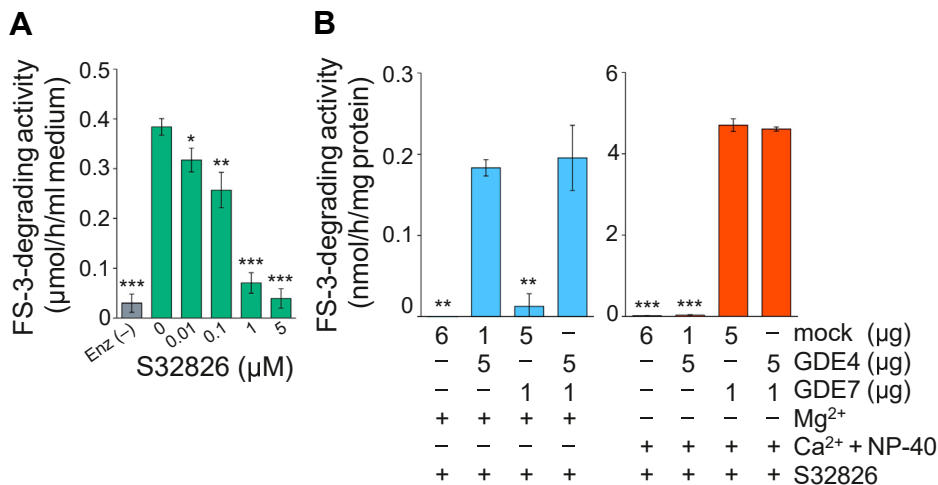 A
FS-3-degrading activity
(μmol/h/ml medium)
0.5
0.4
0.3
0.2
0.1
0
***
*
**
***
***
Enz (–)
0
0.01
0.1
1
5
S32826 (μM)
B
FS-3-degrading activity
(nmol/h/mg protein)
0.3
0.2
0.1
0
**
**
6
4
2
0
***
***
6 1 5 – 6 1 5 – mock (μg)
– 5 – 5 – 5 – 5 GDE4 (μg)
– – 1 1 – – 1 1 GDE7 (μg)
+ + + + – – – – Mg²⁺
– – – – + + + + Ca²⁺ + NP-40
+ + + + + + + + S32826